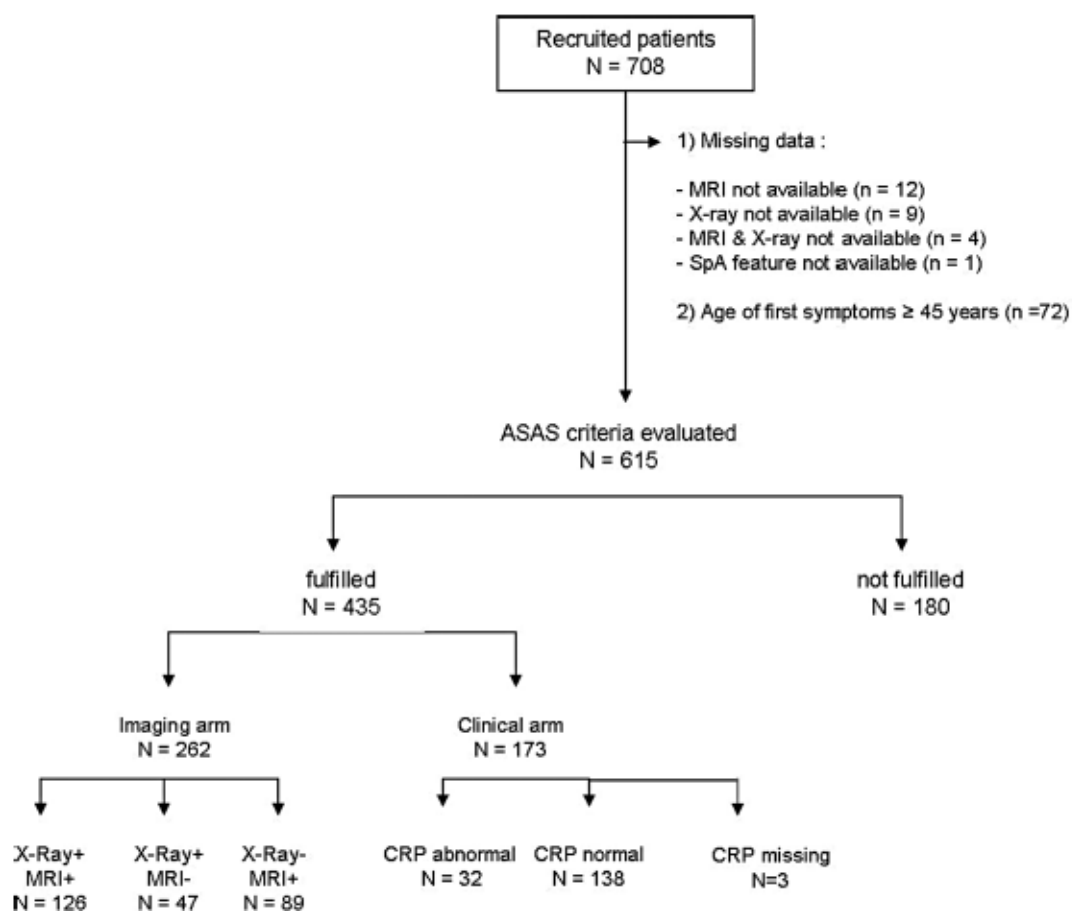 Recruited patients
N = 708
1) Missing data :
- MRI not available (n = 12)
- X-ray not available (n = 9)
- MRI & X-ray not available (n = 4)
- SpA feature not available (n = 1)
2) Age of first symptoms ≥ 45 years (n =72)
ASAS criteria evaluated
N = 615
fulfilled
N = 435
not fulfilled
N = 180
Imaging arm
N = 262
Clinical arm
N = 173
X-Ray+
MRI+
N = 126
X-Ray+
MRI-
N = 47
X-Ray-
MRI+
N = 89
CRP abnormal
N = 32
CRP normal
N = 138
CRP missing
N=3